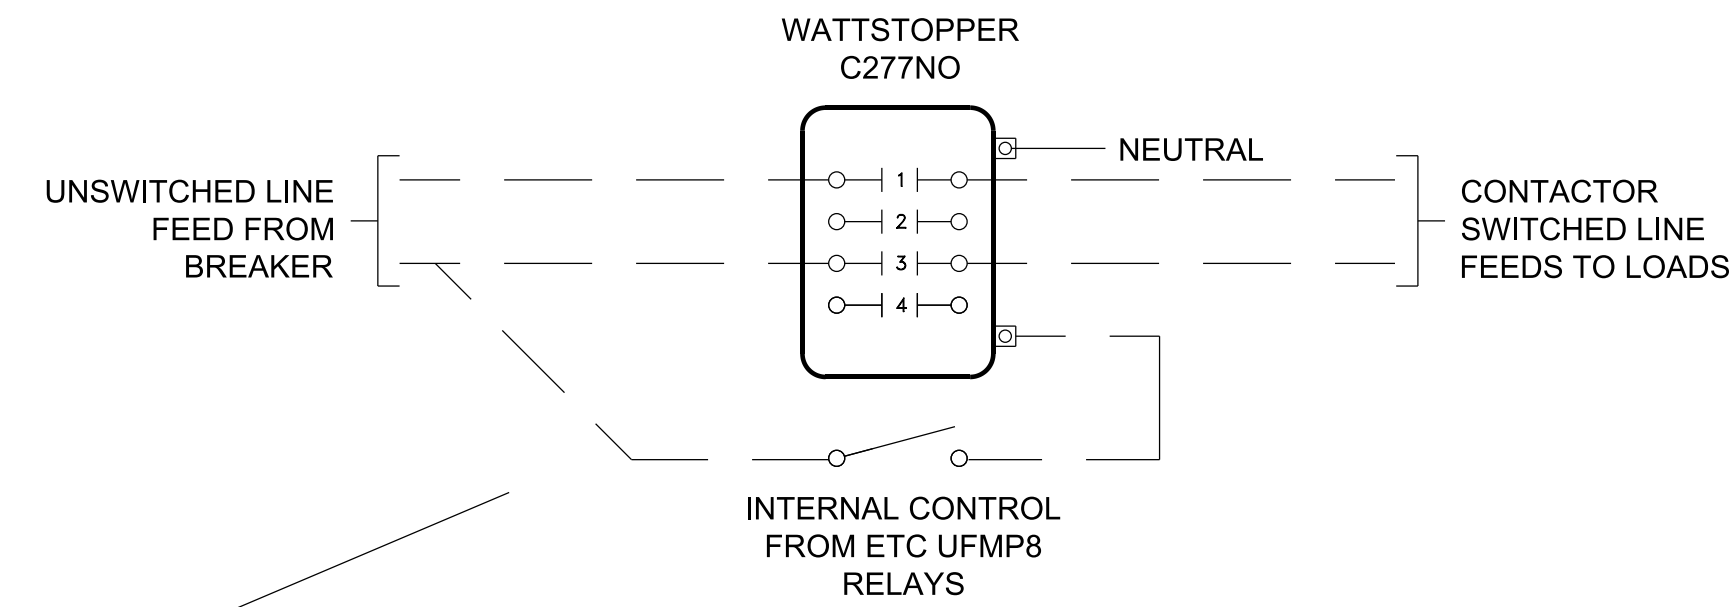 WATTSTOPPER
C277NO
NEUTRAL
UNSWITCHED LINE
FEED FROM
BREAKER
1
2
3
4
CONTACTOR
SWITCHED LINE
FEEDS TO LOADS
INTERNAL CONTROL
FROM ETC UFMP8
RELAYS